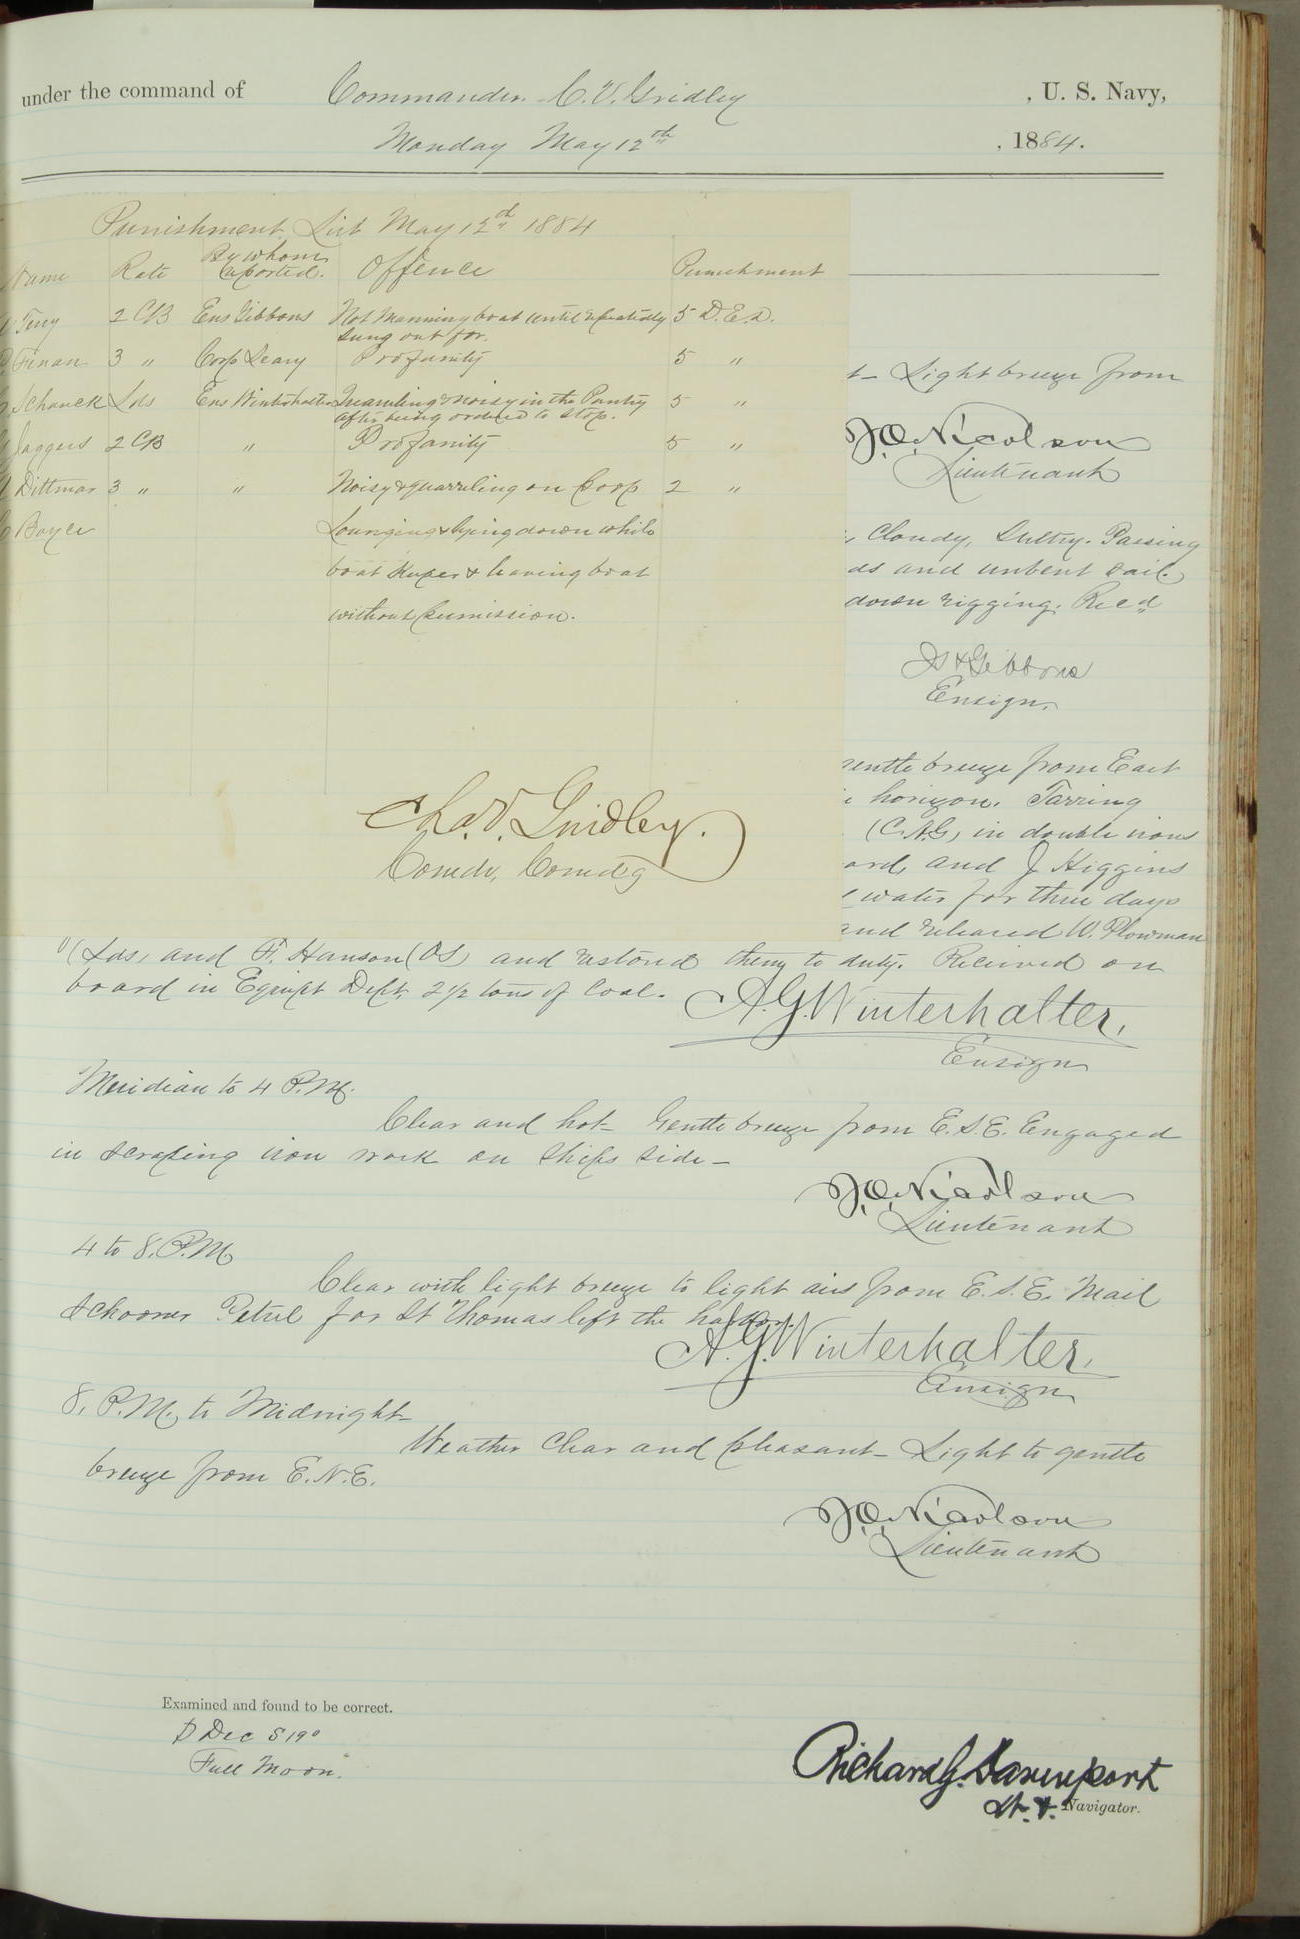 under the command of Commander C. V. Gridley , U. S. Navy,
Monday May 12th , 1884.
Punishment List May 12th 1884
Name Rate By whom reported. Offence Punishment
Terry 2 CB Ens Gibbons Not manning boat until repeatedly 5 D.E.D.
sung out for.
Finan 3 " Corp Leary Profanity 5 "
Schanck Lds Ens Winterhalter Quarreling & noisy in the Pantry 5 "
after being ordered to stop.
Jaggers 2 CB " Profanity 5 "
Dittmar 3 " " Noisy & quarreling on Poop 2 "
Boyce Lounging & lying down while
boat keeper & leaving boat
without permission.
Chas. V. Gridley.
Comdr, Comd'g
Light breeze from
J.O. Nicolson
Lieutenant
Cloudy, Sultry. Passing
and unbent sail.
down rigging. Rec'd
Gibbons
Ensign.
gentle breeze from East
horizon. Tarring
(C.A.G) in double irons
and J Higgins
water for three days
and released W. Plowman
(Lds) and F. Hanson (OS) and restored them to duty. Received on
board in Equipt Dept. 2 1/2 tons of Coal.
A.G. Winterhalter,
Ensign
Meridian to 4 P.M.
Clear and hot- Gentle breeze from E.S.E. Engaged
in scraping iron work on ships side-
J.O. Nicolson
Lieutenant
4 to 8. P.M.
Clear with light breeze to light airs from E.S.E. Mail
schooner Petrel for St Thomas left the harbor.
A.G. Winterhalter,
Ensign
8. P.M. to Midnight-
Weather clear and pleasant- Light to gentle
breeze from E.N.E.
J.O. Nicolson
Lieutenant
Examined and found to be correct.
Dec S 19°
Full Moon.
Richard G. Davenport
Lt. & Navigator.